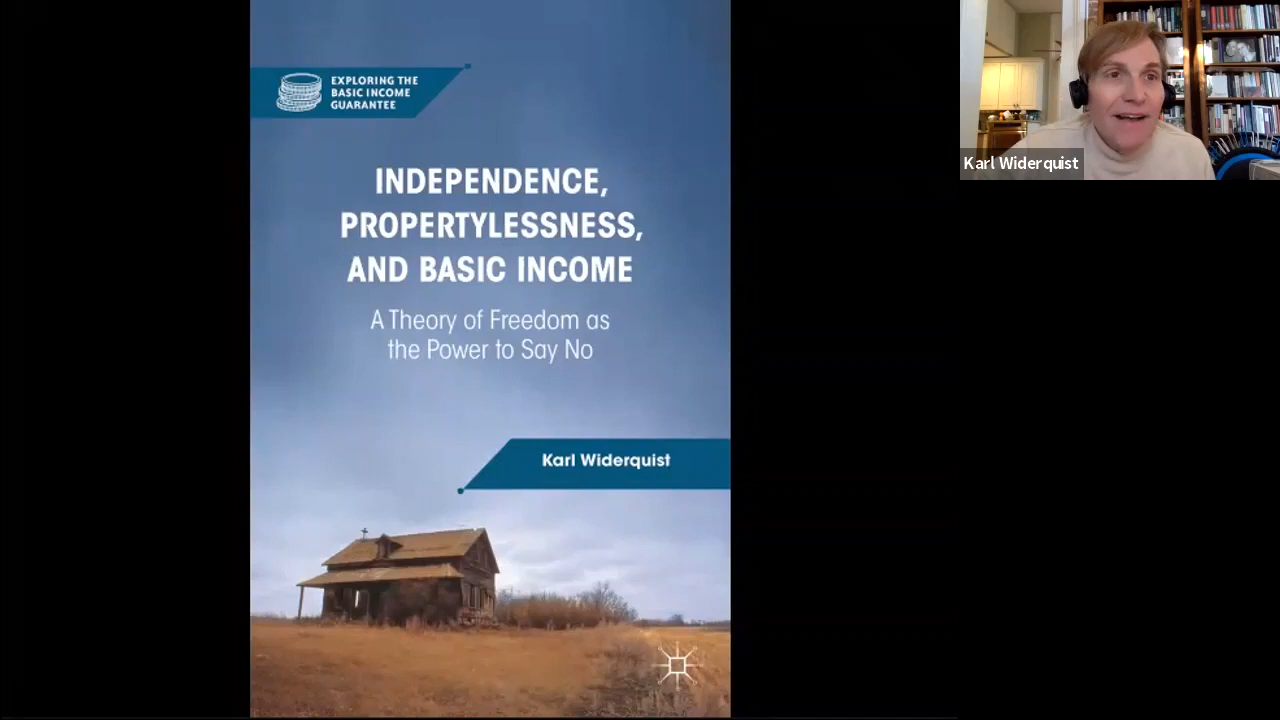 EXPLORING THE
BASIC INCOME
GUARANTEE
INDEPENDENCE,
PROPERTYLESSNESS,
AND BASIC INCOME
A Theory of Freedom as
the Power to Say No
Karl Widerquist
Karl Widerquist